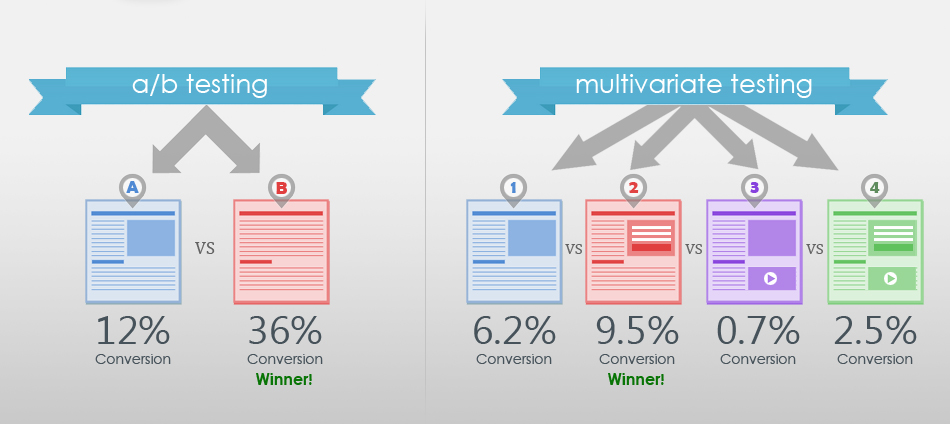 a/b testing
A
B
vs
12%
36%
Conversion
Conversion
Winner!
multivariate testing
1
2
3
4
vs
vs
vs
6.2%
9.5%
0.7%
2.5%
Conversion
Conversion
Conversion
Conversion
Winner!